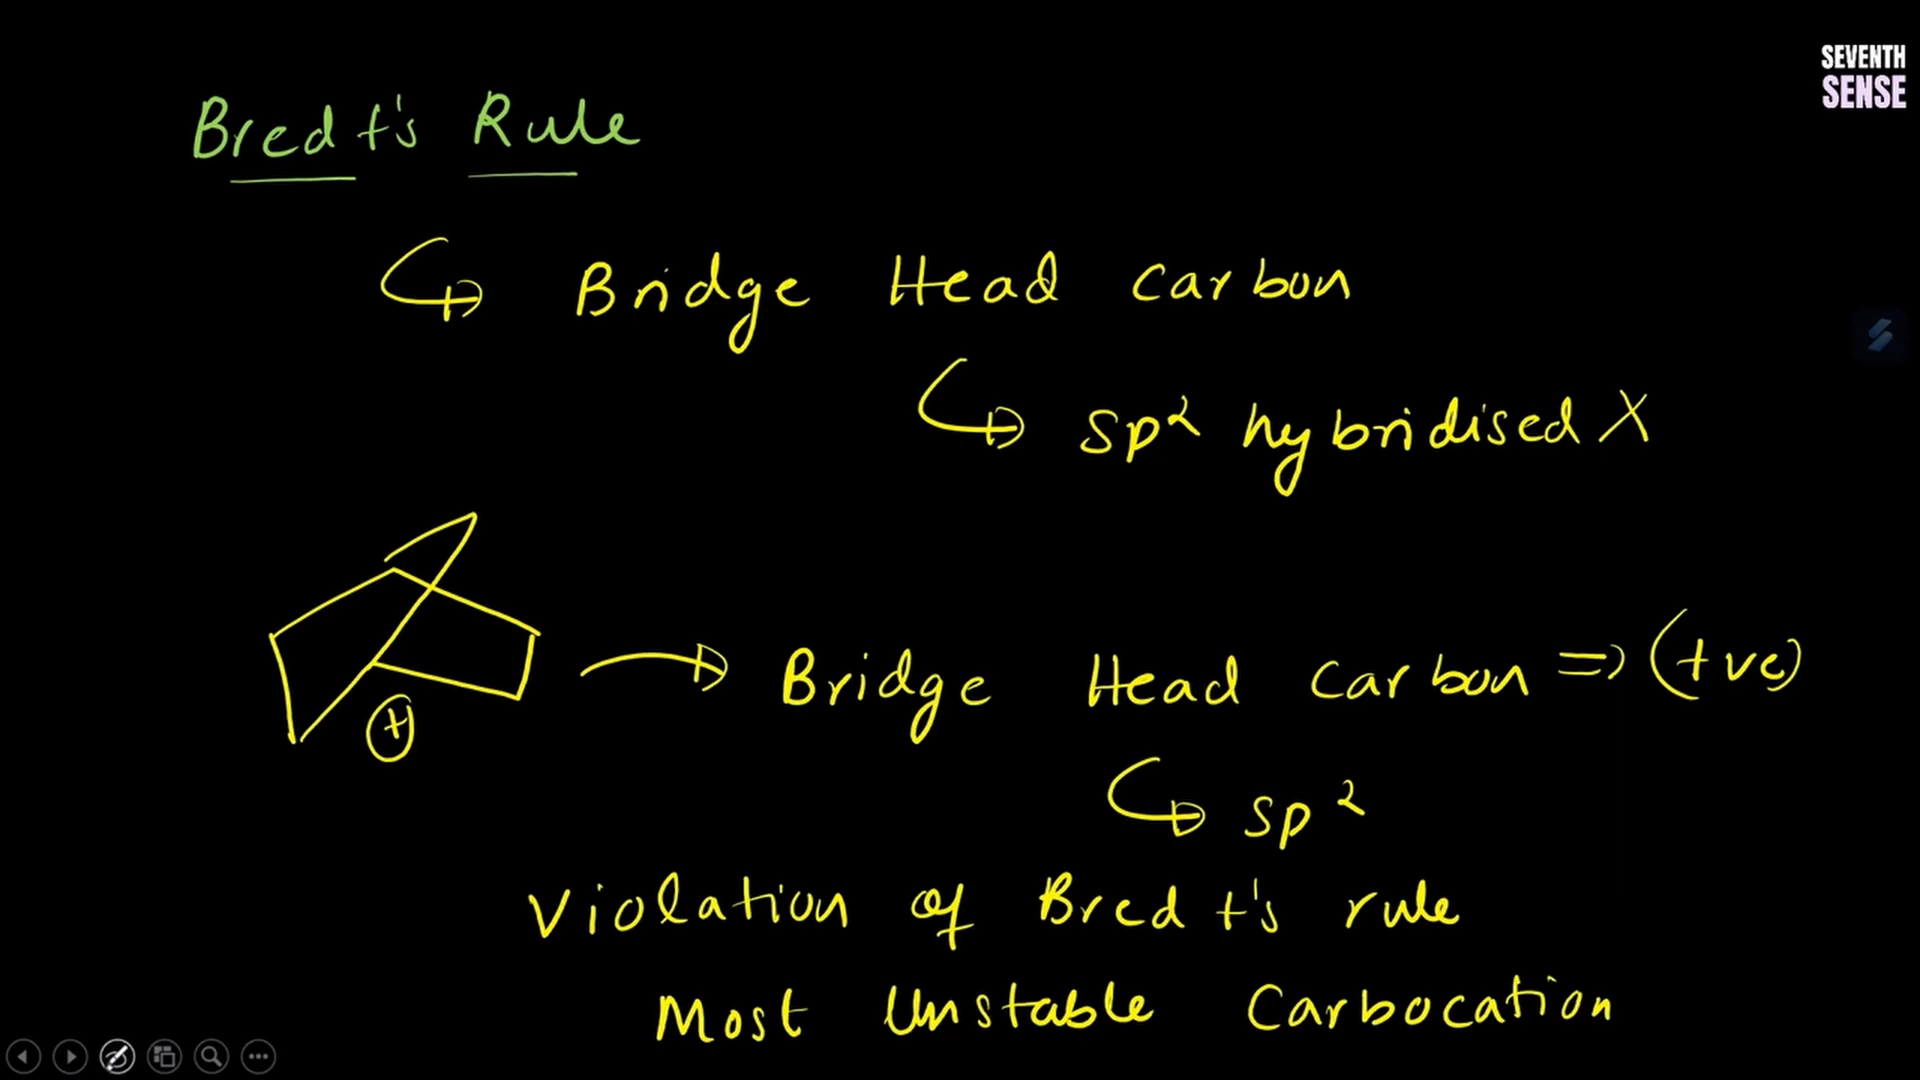 SEVENTH
SENSE
Bredt's Rule
Bridge Head carbon
sp² hybridised X
+
Bridge Head carbon ⇒ (+ve)
sp²
Violation of Bredt's rule
Most Unstable Carbocation